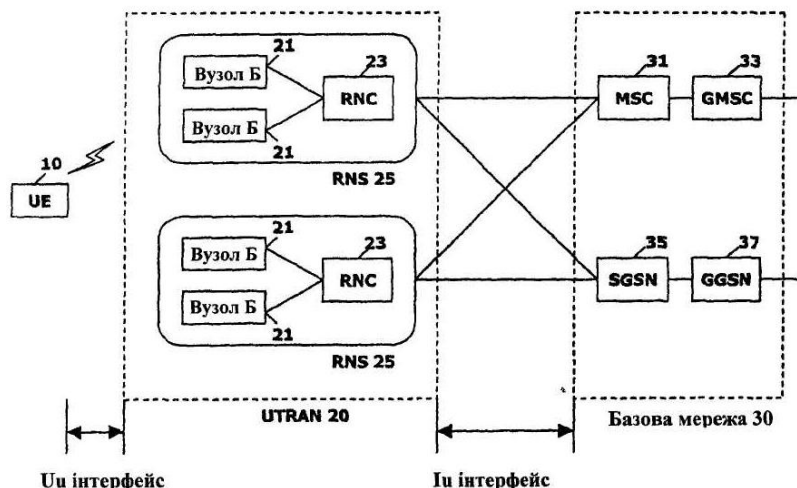 21
Вузол Б
23
RNC
Вузол Б
21
RNS 25
10
UE
21
Вузол Б
23
RNC
Вузол Б
21
RNS 25
31
MSC
33
GMSC
35
SGSN
37
GGSN
UTRAN 20
Базова мережа 30
Uu інтерфейс
Iu інтерфейс